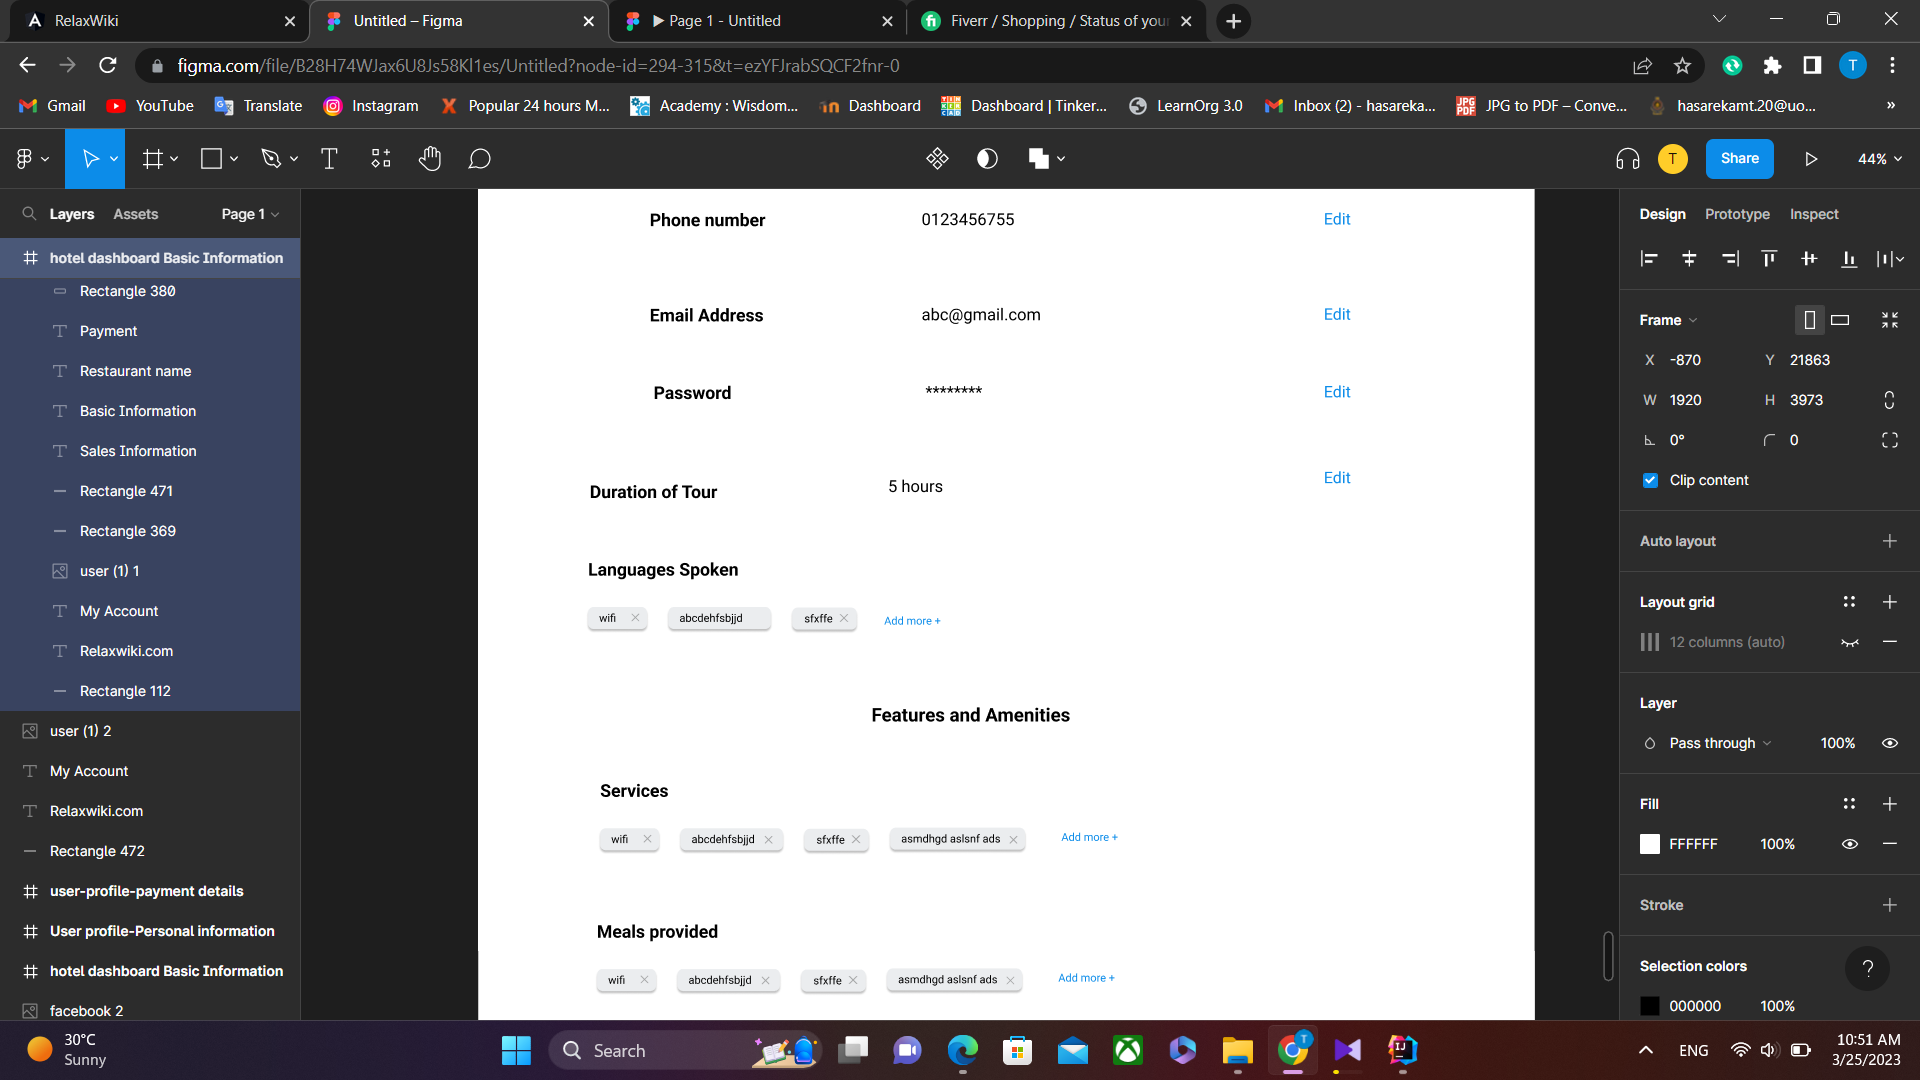 RelaxWiki
Untitled – Figma
▶ Page 1 - Untitled
Fiverr / Shopping / Status of your
figma.com/file/B28H74WJax6U8Js58Kl1es/Untitled?node-id=294-315&t=ezYFJrabSQCF2fnr-0
T
Gmail
YouTube
Translate
Instagram
Popular 24 hours M...
Academy : Wisdom...
Dashboard
Dashboard | Tinker...
LearnOrg 3.0
Inbox (2) - hasareka...
JPG to PDF – Conve...
hasarekamt.20@uo...
»
T
Share
44%
Layers
Assets
Page 1
hotel dashboard Basic Information
Rectangle 380
Payment
Restaurant name
Basic Information
Sales Information
Rectangle 471
Rectangle 369
user (1) 1
My Account
Relaxwiki.com
Rectangle 112
user (1) 2
My Account
Relaxwiki.com
Rectangle 472
user-profile-payment details
User profile-Personal information
hotel dashboard Basic Information
facebook 2
Phone number
0123456755
Edit
Email Address
abc@gmail.com
Edit
Password
********
Edit
Duration of Tour
5 hours
Edit
Languages Spoken
wifi
abcdehfsbjjd
sfxffe
Add more +
Features and Amenities
Services
wifi
abcdehfsbjjd
sfxffe
asmdhgd aslsnf ads
Add more +
Meals provided
wifi
abcdehfsbjjd
sfxffe
asmdhgd aslsnf ads
Add more +
Design
Prototype
Inspect
Frame
X -870
Y 21863
W 1920
H 3973
0°
0
Clip content
Auto layout
Layout grid
12 columns (auto)
Layer
Pass through
100%
Fill
FFFFFF
100%
Stroke
Selection colors
?
000000
100%
30°C
Sunny
Search
T
ENG
10:51 AM
3/25/2023